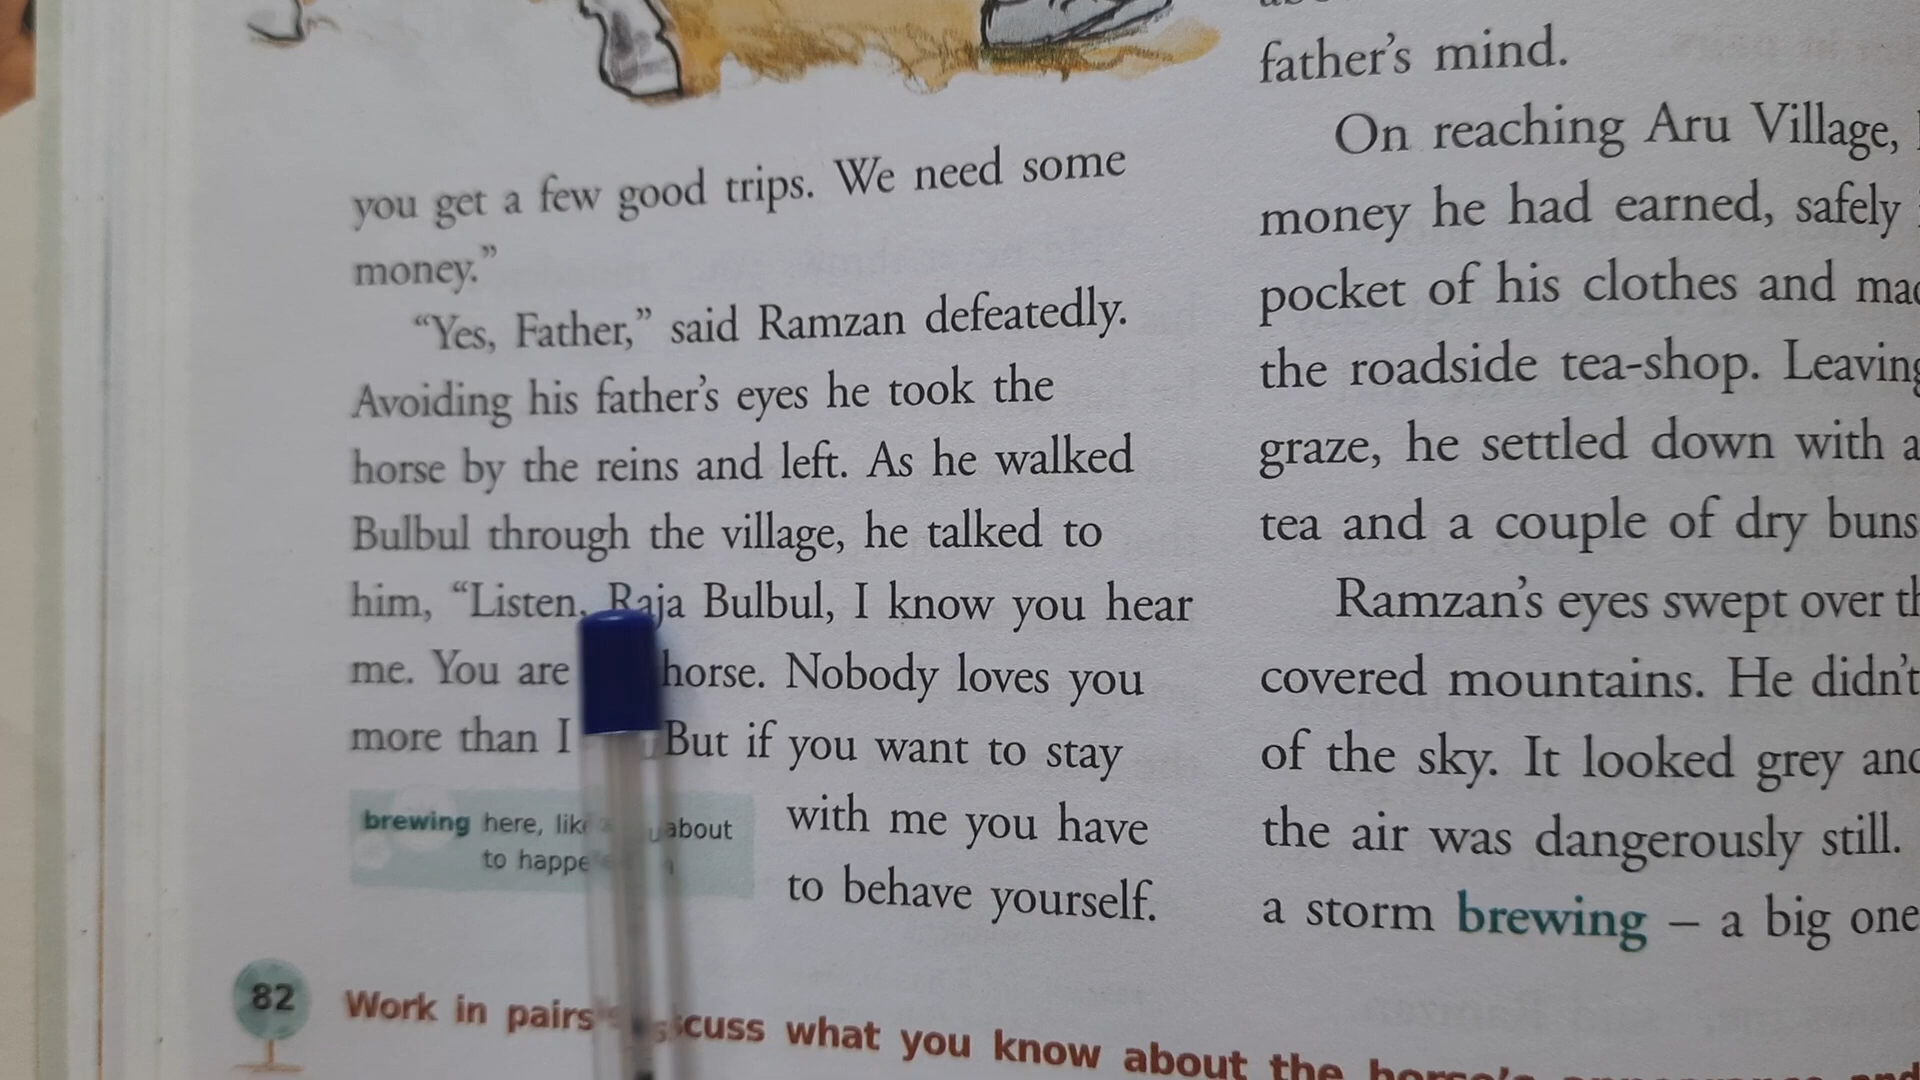 you get a few good trips. We need some
money.”
“Yes, Father,” said Ramzan defeatedly.
Avoiding his father’s eyes he took the
horse by the reins and left. As he walked
Bulbul through the village, he talked to
him, “Listen, Raja Bulbul, I know you hear
me. You are horse. Nobody loves you
more than I But if you want to stay
with me you have
to behave yourself.
brewing here, about
to
82
father’s mind.
On reaching Aru Village,
money he had earned, safely
pocket of his clothes and
the roadside tea-shop. Leaving
graze, he settled down with a
tea and a couple of dry buns
Ramzan’s eyes swept over
covered mountains. He didn’t
of the sky. It looked grey
the air was dangerously still.
a storm brewing – a big one
Work in pairs what you know about the horse’s